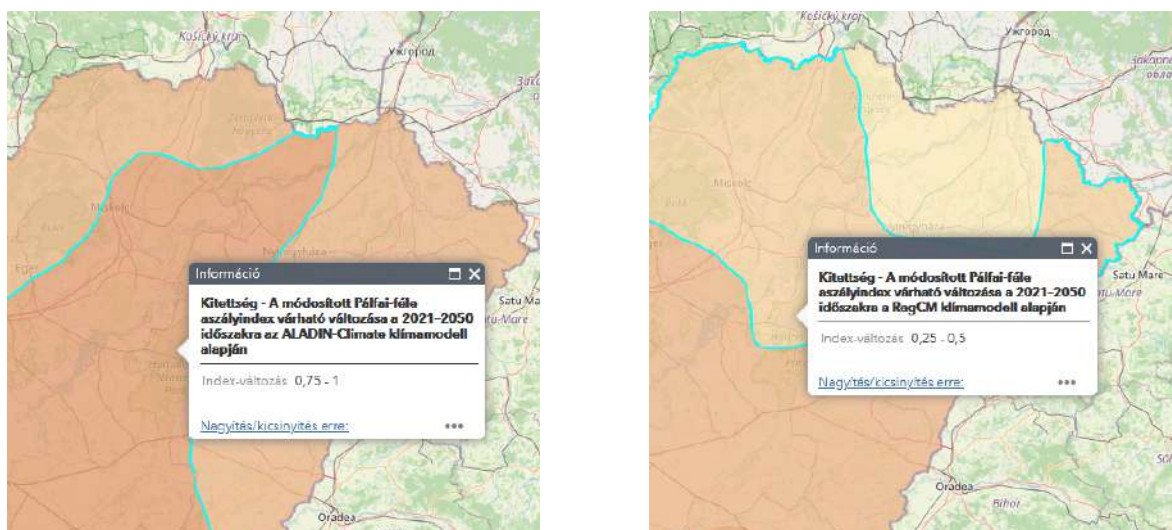 Košický kraj
Ужгород
Miskolc
Eger
Satu Ma
Oradea
Információ
Kitettség - A módosított Pálfai-féle
aszályindex várható változása a 2021–2050
időszakra az ALADIN-Climate klímamodell
alapján
Index-változás 0,75 - 1
Nagyítás/kicsinyítés erre:
Košický kraj
Ужгород
Miskolc
Satu Mare
Oradea
Bihor
Információ
Kitettség - A módosított Pálfai-féle
aszályindex várható változása a 2021–2050
időszakra a RegCM klímamodell alapján
Index-változás 0,25 - 0,5
Nagyítás/kicsinyítés erre: